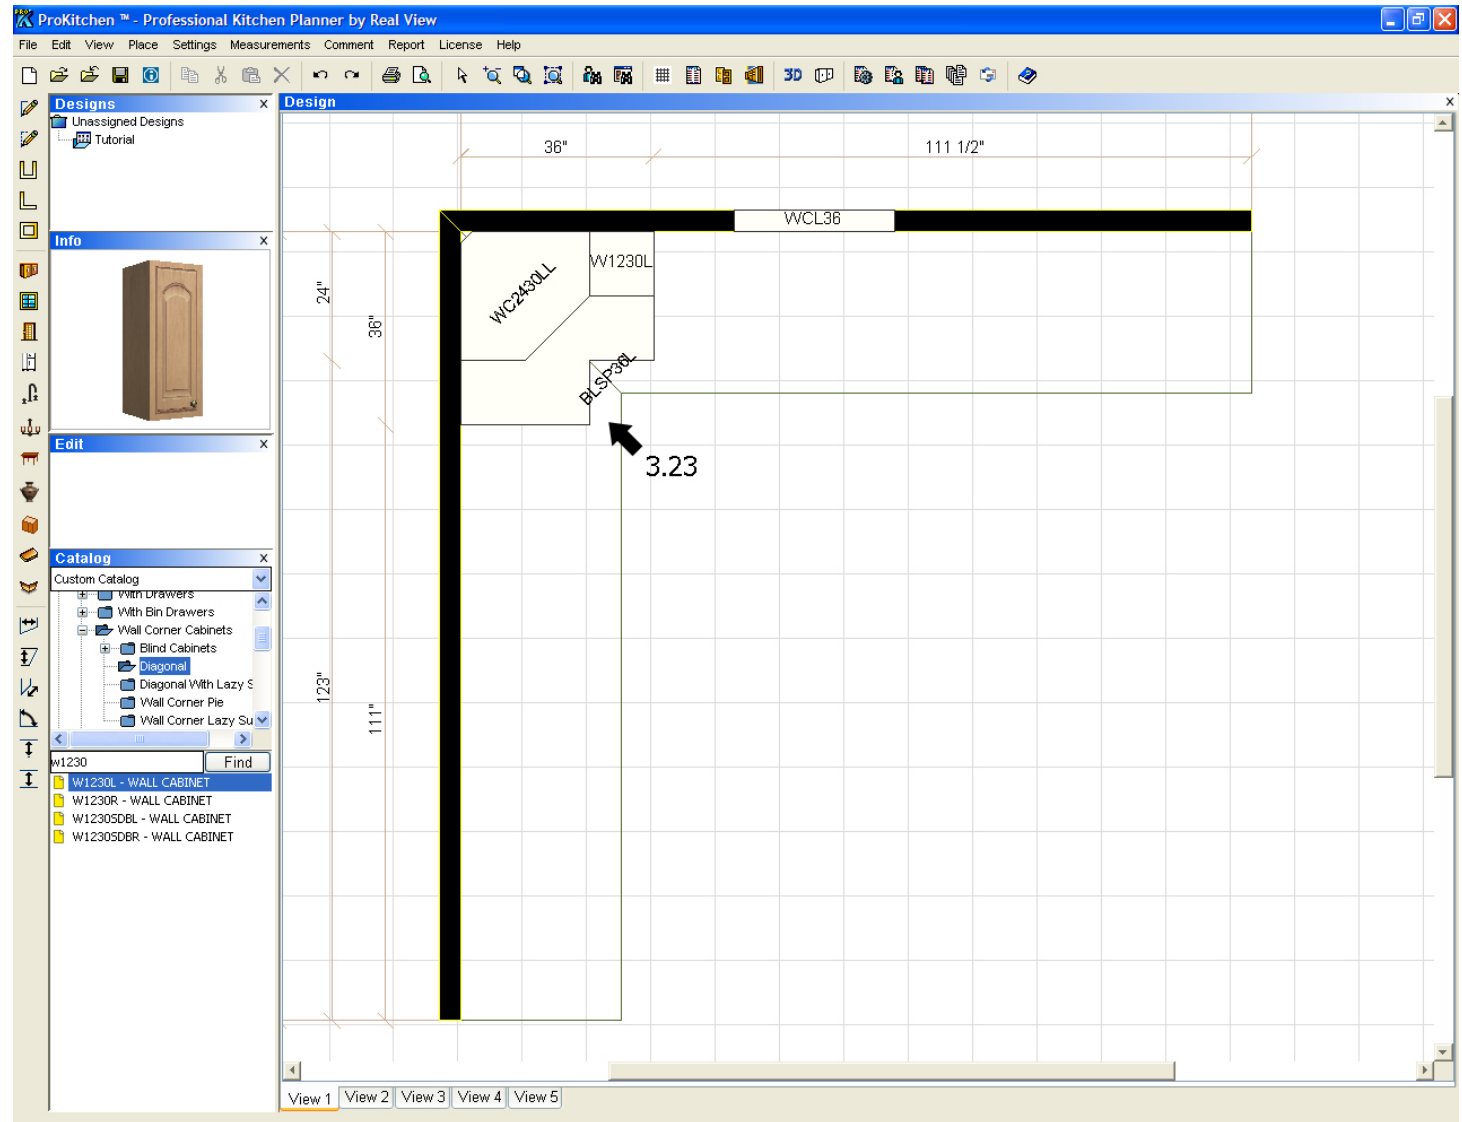 ProKitchen ™ - Professional Kitchen Planner by Real View
File Edit View Place Settings Measurements Comment Report License Help
3D
Designs x
Unassigned Designs
Tutorial
Info x
Edit x
Catalog x
Custom Catalog
With Drawers
With Bin Drawers
Wall Corner Cabinets
Blind Cabinets
Diagonal
Diagonal With Lazy S
Wall Corner Pie
Wall Corner Lazy Su
w1230 Find
W1230L - WALL CABINET
W1230R - WALL CABINET
W1230SDBL - WALL CABINET
W1230SDBR - WALL CABINET
Design x
36" 111 1/2"
WCL36
W1230L
WC2430LL
24"
36"
BLSP36L
3.23
123"
111"
View 1 View 2 View 3 View 4 View 5